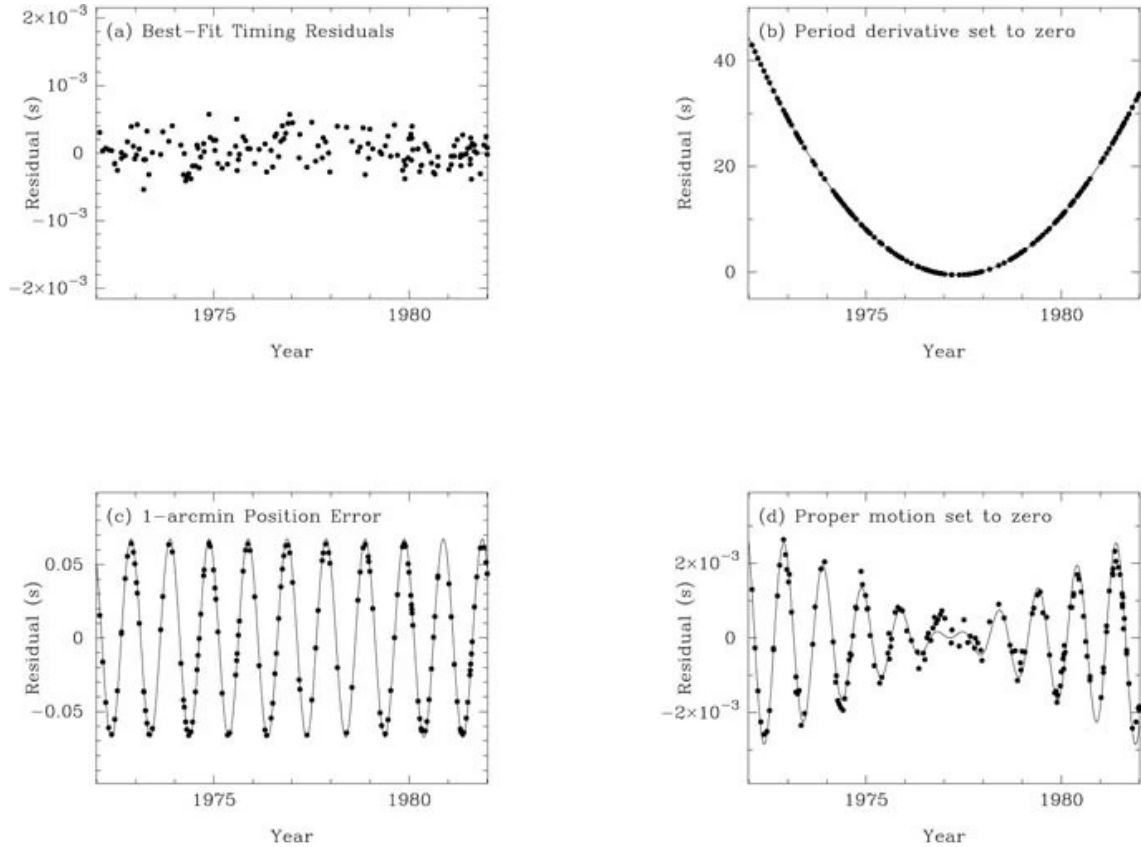 (a) Best-Fit Timing Residuals
2×10⁻³
10⁻³
0
−10⁻³
−2×10⁻³
Residual (s)
1975
1980
Year
(b) Period derivative set to zero
40
20
0
Residual (s)
1975
1980
Year
(c) 1-arcmin Position Error
0.05
0
-0.05
Residual (s)
1975
1980
Year
(d) Proper motion set to zero
2×10⁻³
0
−2×10⁻³
Residual (s)
1975
1980
Year